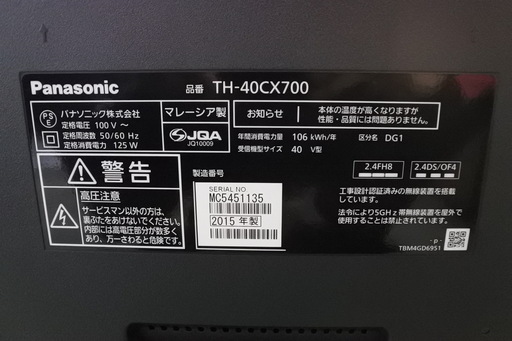 Panasonic
品番 TH-40CX700
PSE
パナソニック株式会社
定格電圧 100 V～
定格周波数 50/60 Hz
定格消費電力 125 W
マレーシア製
お知らせ
本体の温度が高くなりますが
性能・品質には問題ありません。
JQA
JQ10009
年間消費電力量 106 kWh/年 区分名 DG1
受信機型サイズ 40 V型
警告
高圧注意
サービスマン以外の方は、
裏ぶたをあけないでください。
内部には高電圧部分が数多く
あり、万一さわると危険です。
製造番号
SERIAL NO.
MC5451135
2015 年製
2.4FH8
2.4DS/OF4
工事設計認証済みの無線装置を搭載
しています。
法令により5GHz帯無線装置を屋外で
使用することは禁止されています。
- p -
TBM4GD6951